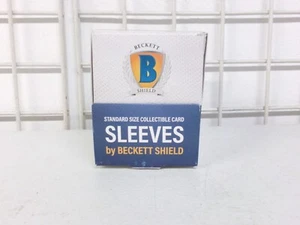 BECKETT
B
SHIELD
STANDARD SIZE COLLECTIBLE CARD
SLEEVES
by BECKETT SHIELD